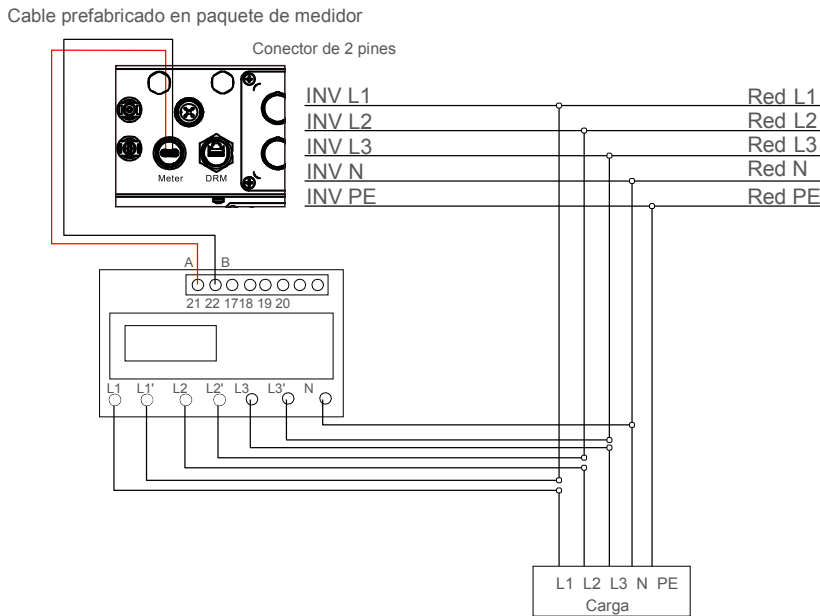 Cable prefabricado en paquete de medidor
Conector de 2 pines
Meter DRM
INV L1 Red L1
INV L2 Red L2
INV L3 Red L3
INV N Red N
INV PE Red PE
A B
21 22 1718 19 20
L1 L1' L2 L2' L3 L3' N
L1 L2 L3 N PE
Carga